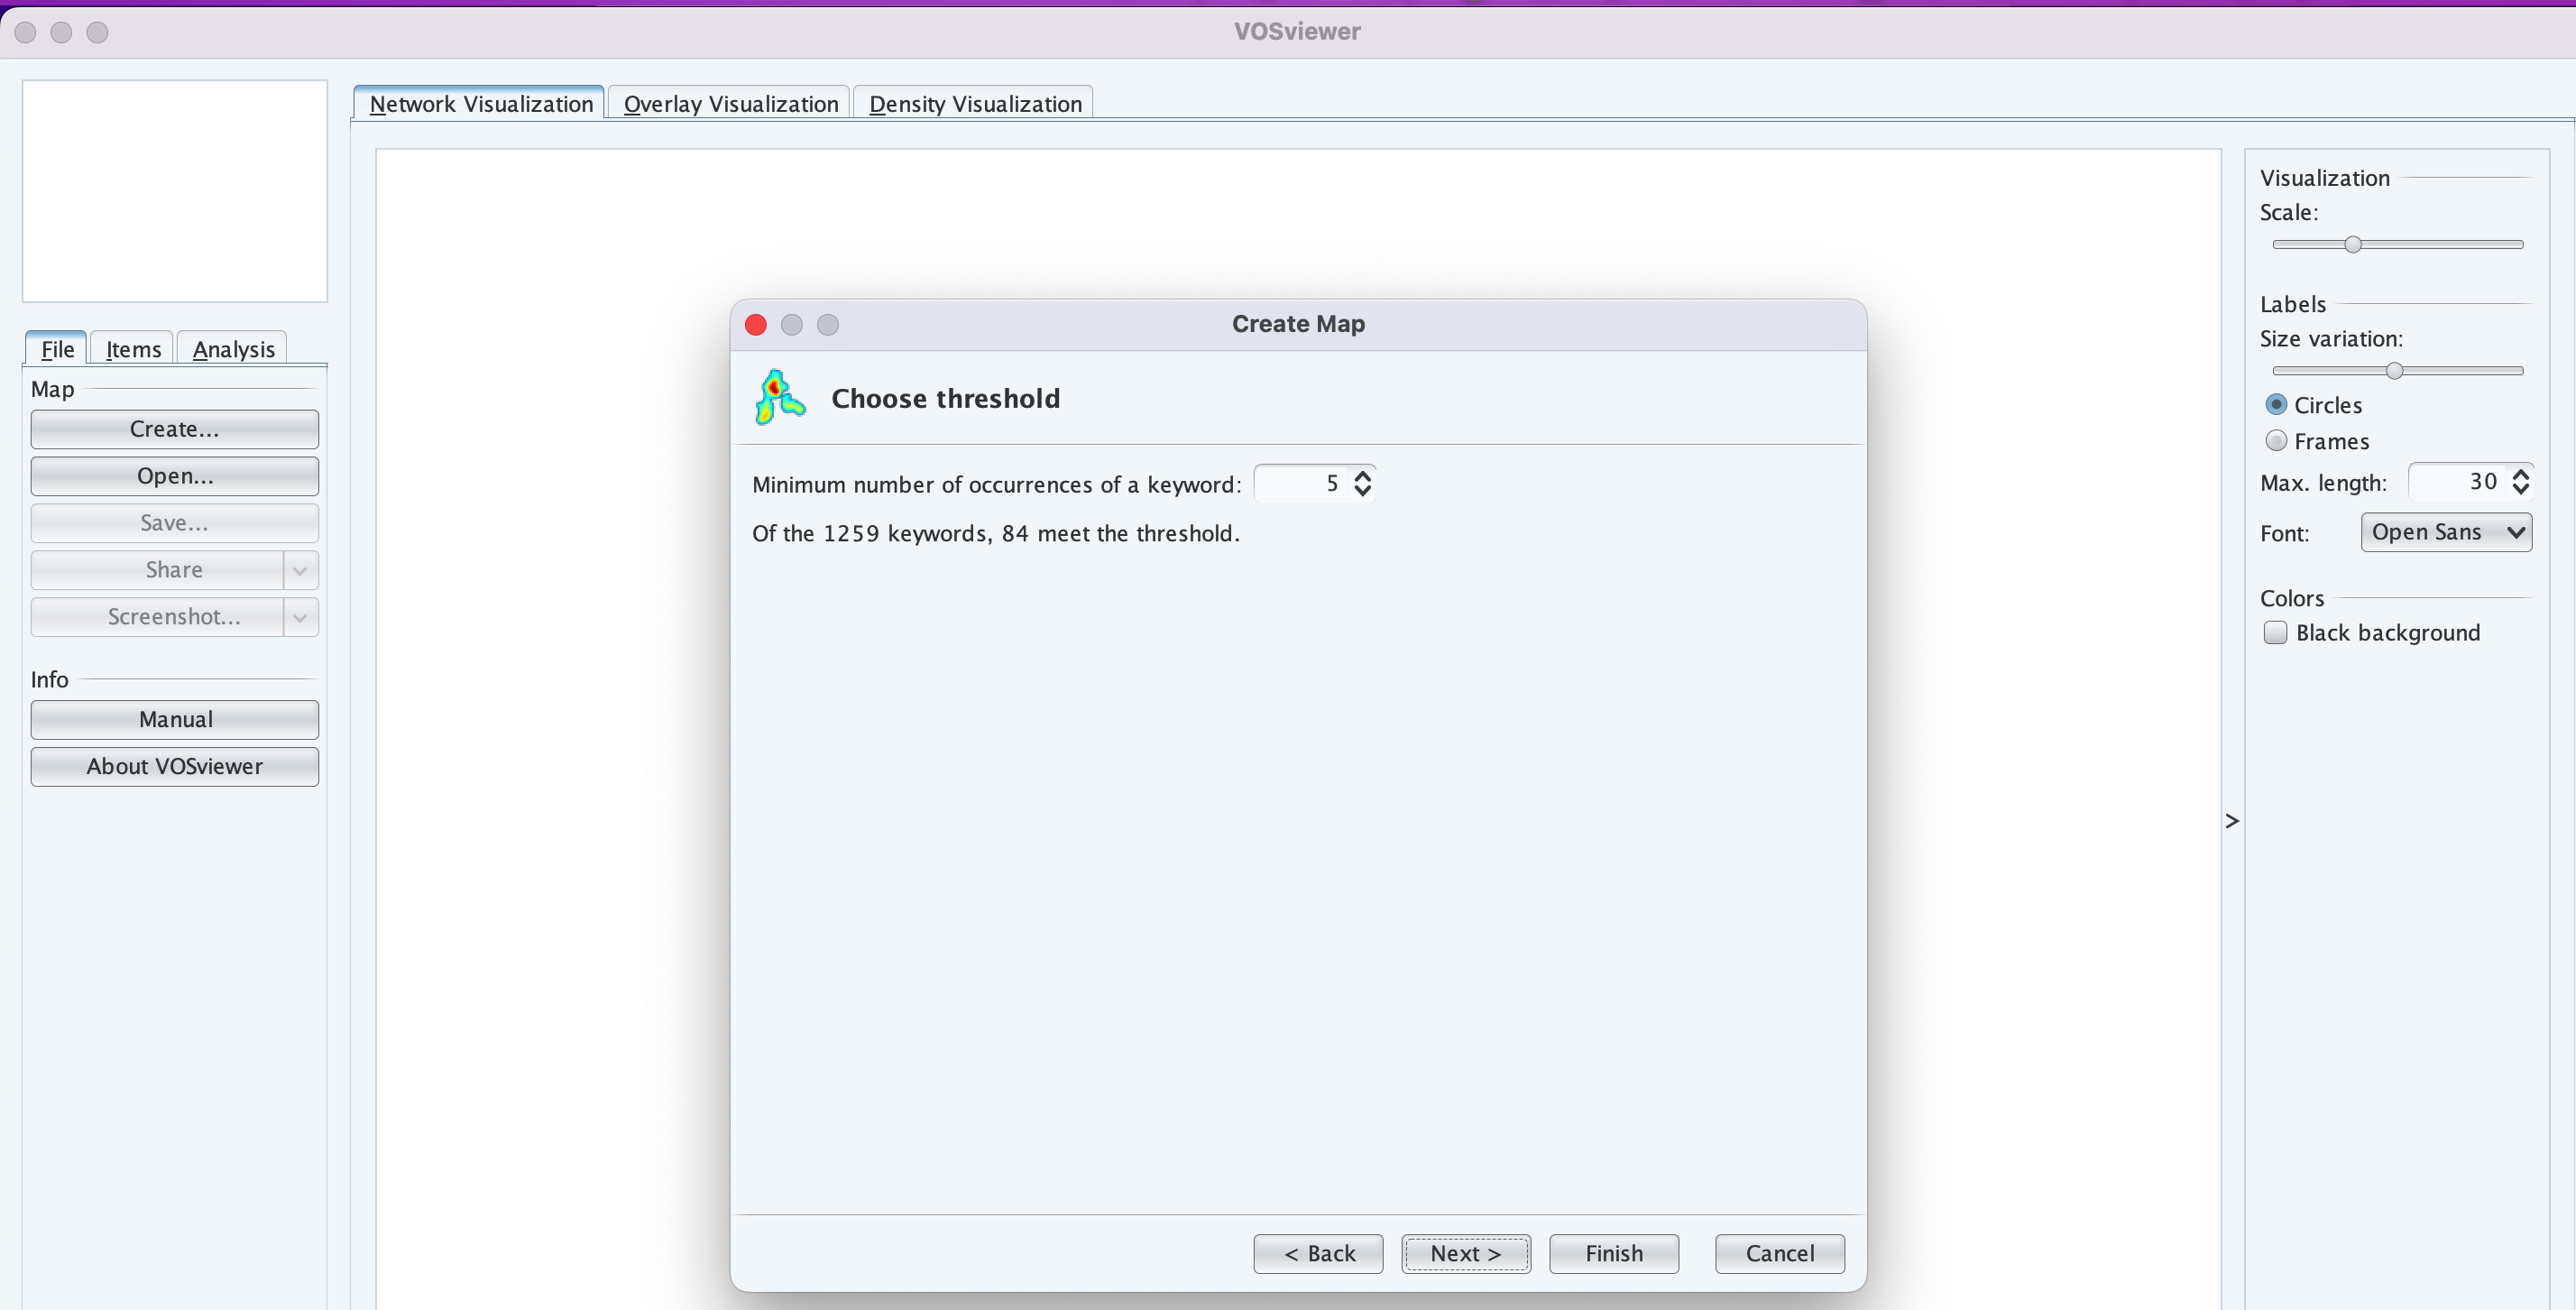 VOSviewer
Network Visualization
Overlay Visualization
Density Visualization
File
Items
Analysis
Map
Create...
Open...
Save...
Share
Screenshot...
Info
Manual
About VOSviewer
Create Map
Choose threshold
Minimum number of occurrences of a keyword: 5
Of the 1259 keywords, 84 meet the threshold.
< Back
Next >
Finish
Cancel
>
Visualization
Scale:
Labels
Size variation:
Circles
Frames
Max. length: 30
Font: Open Sans
Colors
Black background